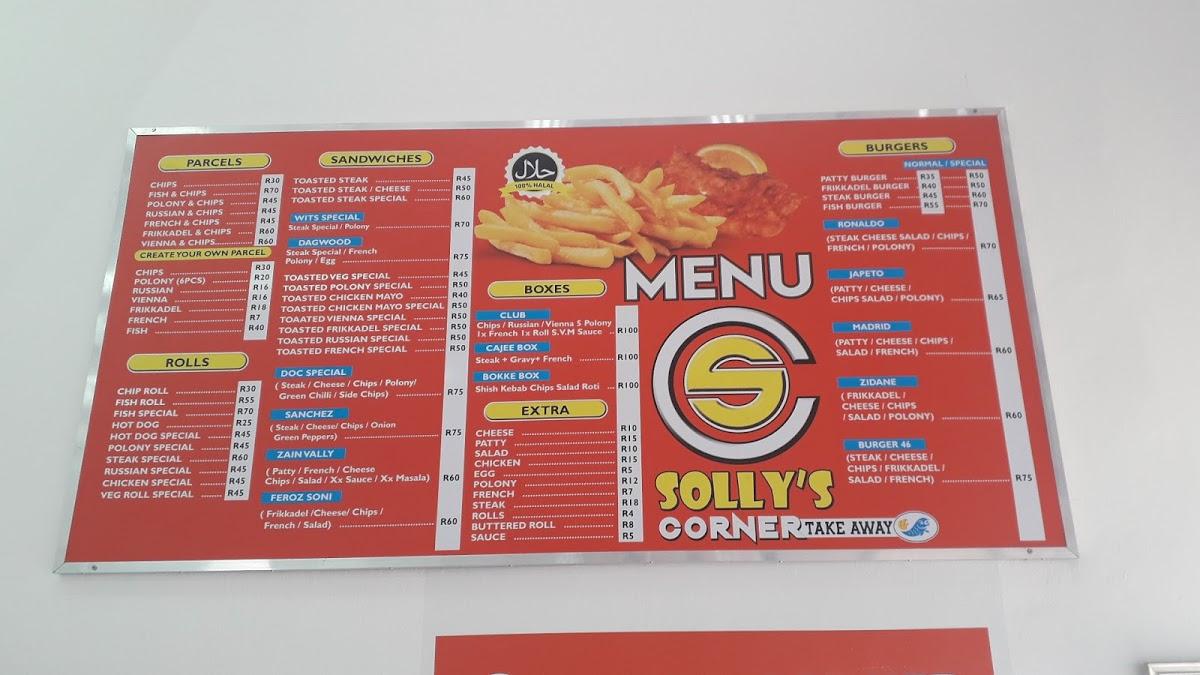 PARCELS
CHIPS R30
FISH & CHIPS R70
POLONY & CHIPS R45
RUSSIAN & CHIPS R45
FRENCH & CHIPS R45
FRIKKADEL & CHIPS R60
VIENNA & CHIPS R60
CREATE YOUR OWN PARCEL
CHIPS R30
POLONY (6PCS) R20
RUSSIAN R16
VIENNA R16
FRIKKADEL R18
FRENCH R7
FISH R40
ROLLS
CHIP ROLL R30
FISH ROLL R55
FISH SPECIAL R70
HOT DOG R25
HOT DOG SPECIAL R45
POLONY SPECIAL R45
STEAK SPECIAL R60
RUSSIAN SPECIAL R45
CHICKEN SPECIAL R45
VEG ROLL SPECIAL R45
SANDWICHES
TOASTED STEAK R45
TOASTED STEAK / CHEESE R50
TOASTED STEAK SPECIAL R60
WITS SPECIAL
Steak Special / Polony R70
DAGWOOD
Steak Special / French
Polony / Egg R75
TOASTED VEG SPECIAL R45
TOASTED POLONY SPECIAL R50
TOASTED CHICKEN MAYO R40
TOASTED CHICKEN MAYO SPECIAL R50
TOAATED VIENNA SPECIAL R50
TOASTED FRIKKADEL SPECIAL R50
TOASTED RUSSIAN SPECIAL R50
TOASTED FRENCH SPECIAL R50
DOC SPECIAL
( Steak / Cheese / Chips / Polony/
Green Chilli / Side Chips) R75
SANCHEZ
( Steak / Cheese/ Chips / Onion
Green Peppers) R75
ZAIN VALLY
( Patty / French / Cheese
Chips / Salad / Xx Sauce / Xx Masala) R60
FEROZ SONI
( Frikkadel /Cheese/ Chips /
French / Salad) R60
حلال
100% HALAL
BOXES
CLUB
Chips / Russian / Vienna 5 Polony
1x French 1x Roll S.V.M Sauce R100
CAJEE BOX
Steak + Gravy+ French R100
BOKKE BOX
Shish Kebab Chips Salad Roti R100
EXTRA
CHEESE R10
PATTY R15
SALAD R10
CHICKEN R15
EGG R5
POLONY R12
FRENCH R7
STEAK R18
ROLLS R4
BUTTERED ROLL R8
SAUCE R5
MENU
SC
SOLLY'S
CORNER TAKE AWAY
BURGERS
NORMAL / SPECIAL
PATTY BURGER R35 R50
FRIKKADEL BURGER R40 R50
STEAK BURGER R45 R60
FISH BURGER R55 R70
RONALDO
(STEAK CHEESE SALAD / CHIPS /
FRENCH / POLONY) R70
JAPETO
(PATTY / CHEESE /
CHIPS SALAD / POLONY) R65
MADRID
(PATTY / CHEESE / CHIPS /
SALAD / FRENCH) R60
ZIDANE
( FRIKKADEL /
CHEESE / CHIPS
/ SALAD / POLONY) R60
BURGER 46
(STEAK / CHEESE /
CHIPS / FRIKKADEL /
SALAD / FRENCH) R75